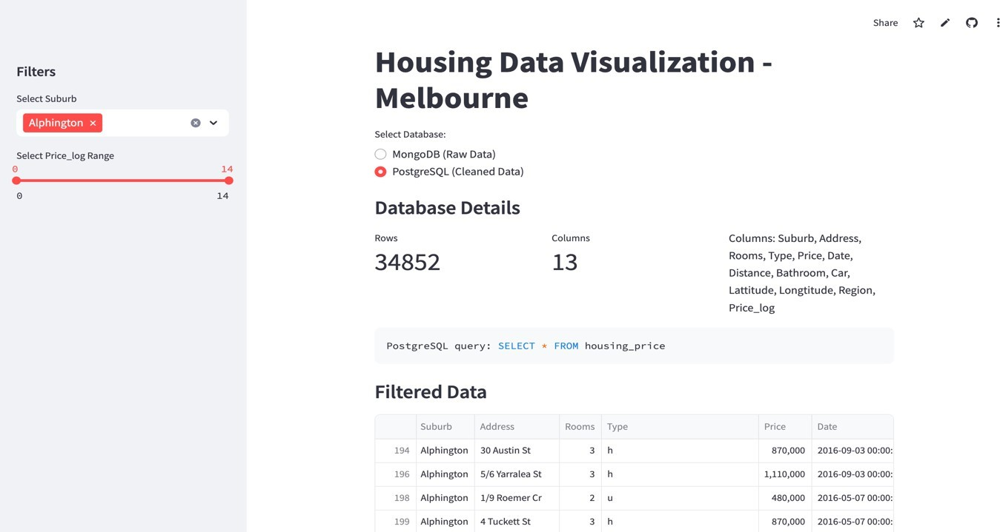 Share
Filters
Select Suburb
Alphington ×
Select Price_log Range
0 14
0 14
Housing Data Visualization -
Melbourne
Select Database:
MongoDB (Raw Data)
PostgreSQL (Cleaned Data)
Database Details
Rows
34852
Columns
13
Columns: Suburb, Address,
Rooms, Type, Price, Date,
Distance, Bathroom, Car,
Lattitude, Longtitude, Region,
Price_log
PostgreSQL query: SELECT * FROM housing_price
Filtered Data
Suburb Address Rooms Type Price Date
194 Alphington 30 Austin St 3 h 870,000 2016-09-03 00:00:
196 Alphington 5/6 Yarralea St 3 h 1,110,000 2016-09-03 00:00:
198 Alphington 1/9 Roemer Cr 2 u 480,000 2016-05-07 00:00:
199 Alphington 4 Tuckett St 3 h 870,000 2016-05-07 00:00: